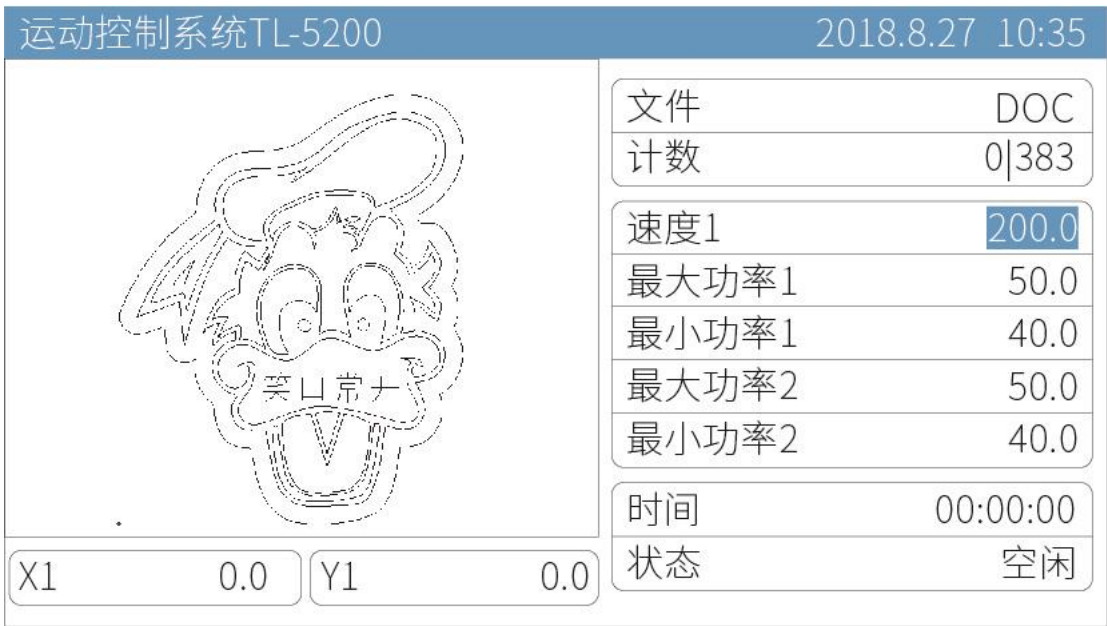 运动控制系统TL-5200 2018.8.27 10:35
笑口常
文件 DOC
计数 0|383
速度1 200.0
最大功率1 50.0
最小功率1 40.0
最大功率2 50.0
最小功率2 40.0
时间 00:00:00
状态 空闲
X1 0.0 Y1 0.0